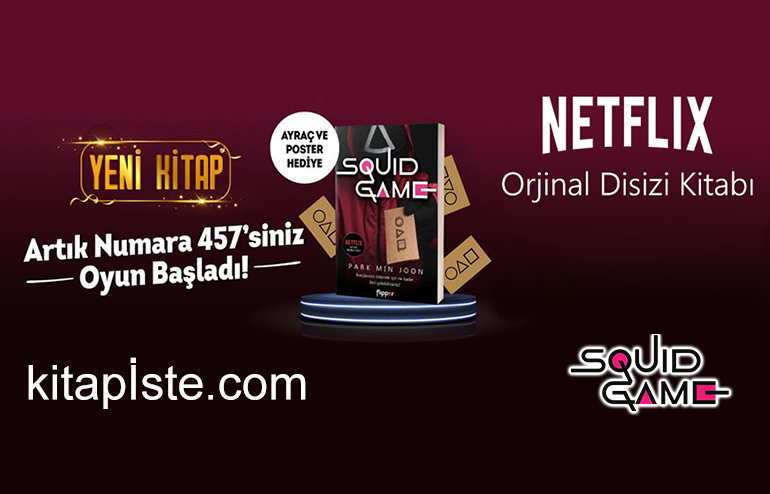 YENİ KİTAP
Artık Numara 457'siniz
Oyun Başladı!
AYRAÇ VE
POSTER
HEDİYE
SQUID
GAME
NETFLIX
PARK MIN JOON
flipper
NETFLIX
Orjinal Disizi Kitabı
kitapİste.com
SQUID
GAME